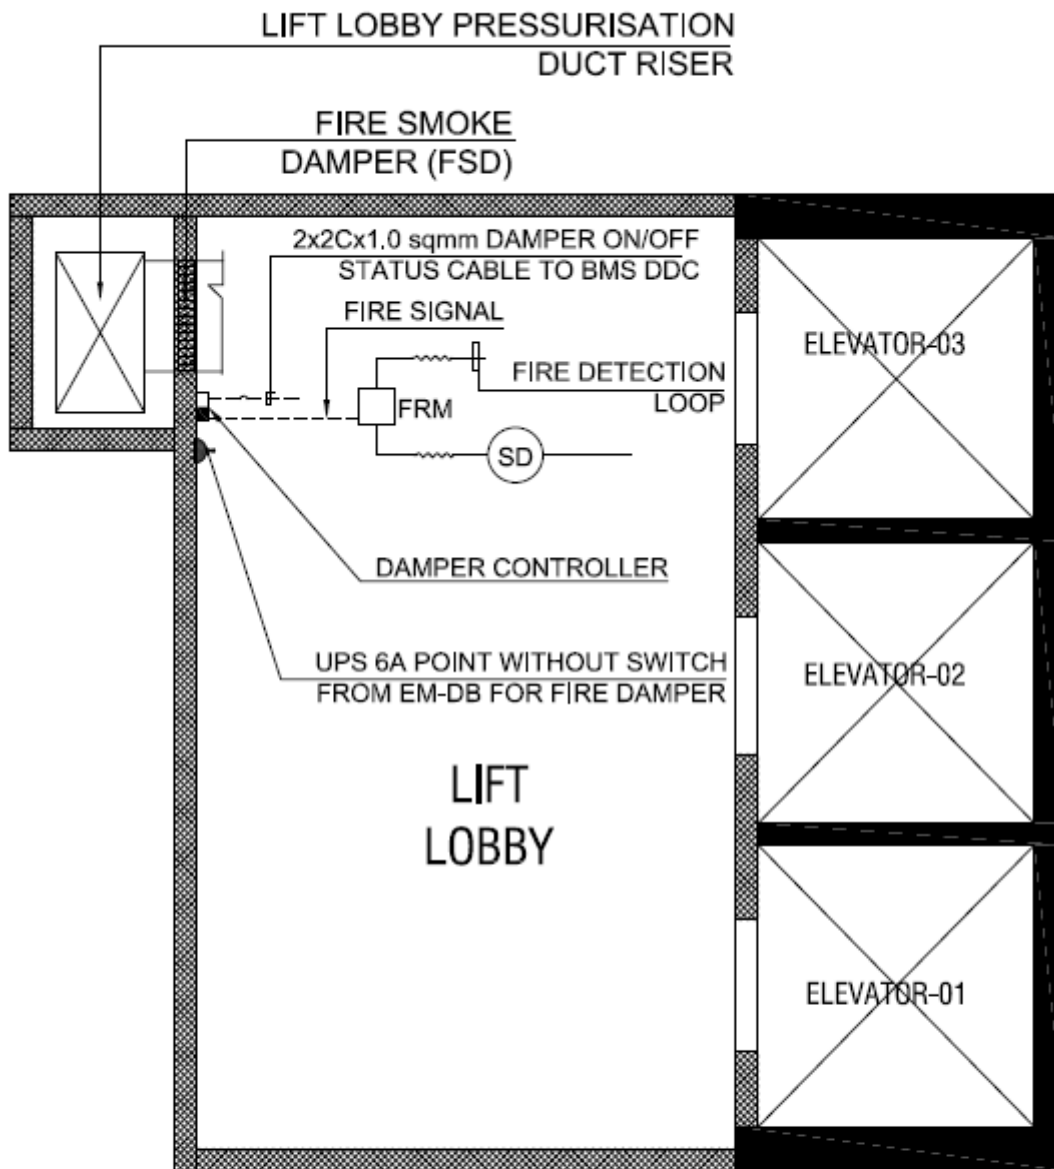 LIFT LOBBY PRESSURISATION
DUCT RISER
FIRE SMOKE
DAMPER (FSD)
2x2Cx1.0 sqmm DAMPER ON/OFF
STATUS CABLE TO BMS DDC
FIRE SIGNAL
FIRE DETECTION
LOOP
FRM
SD
ELEVATOR-03
DAMPER CONTROLLER
UPS 6A POINT WITHOUT SWITCH
FROM EM-DB FOR FIRE DAMPER
ELEVATOR-02
LIFT
LOBBY
ELEVATOR-01